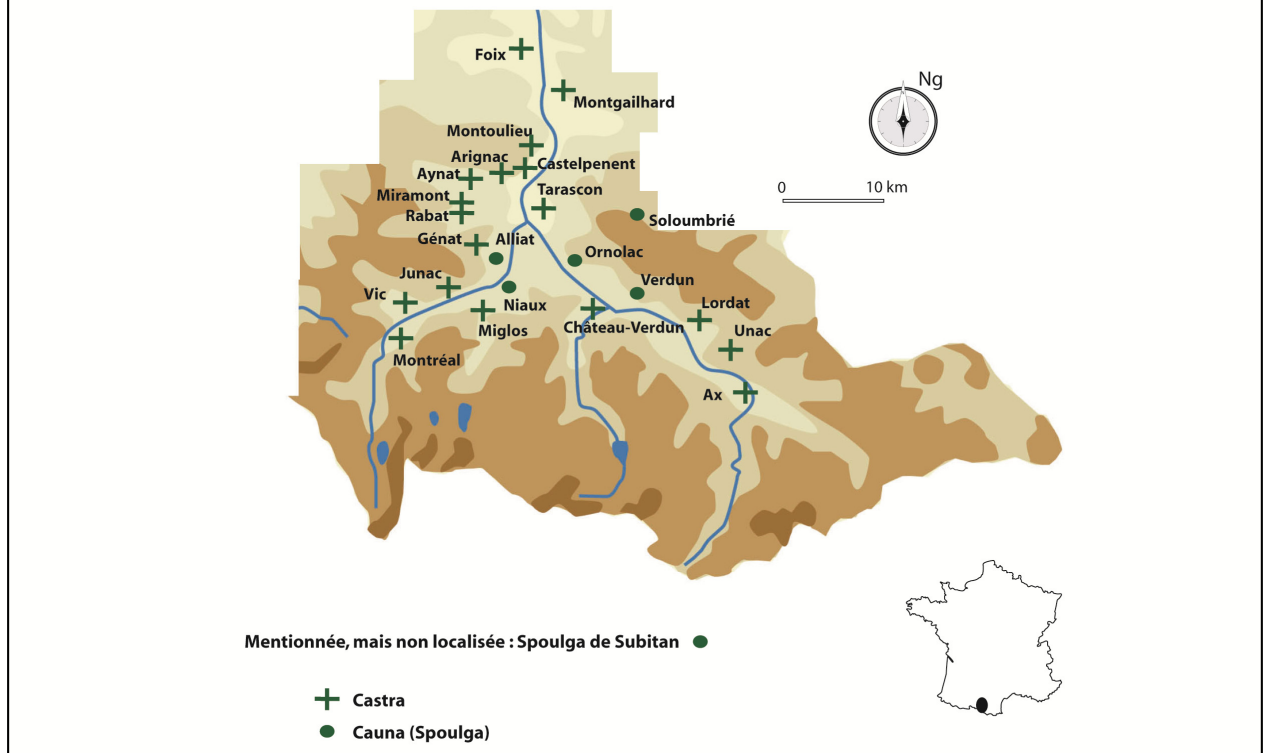 Foix
Ng
Montgailhard
Montoulieu
Arignac
Castelpenent
Aynat
Tarascon
0 10 km
Miramont
Rabat
Soloumbrié
Génat
Alliat
Ornolac
Junac
Verdun
Vic
Niaux
Lordat
Miglos
Château-Verdun
Unac
Montréal
Ax
Mentionnée, mais non localisée : Spoulga de Subitan
Castra
Cauna (Spoulga)